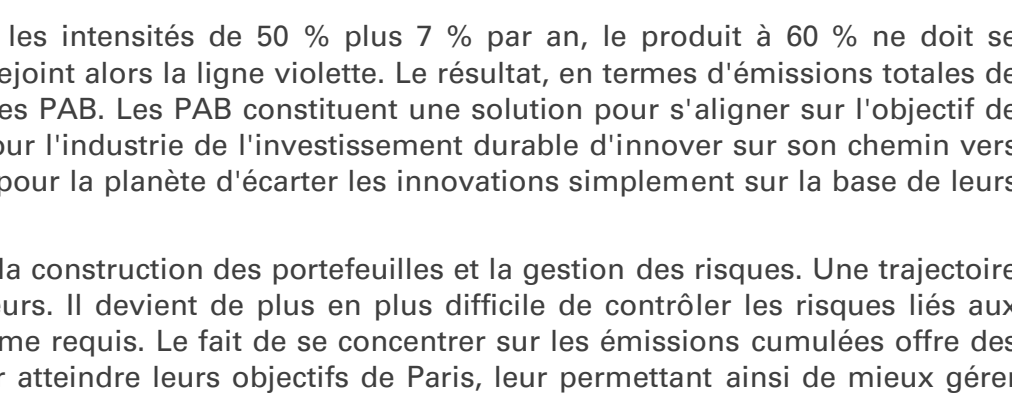 les intensités de 50 % plus 7 % par an, le produit à 60 % ne doit se
ejoint alors la ligne violette. Le résultat, en termes d'émissions totales de
es PAB. Les PAB constituent une solution pour s'aligner sur l'objectif de
our l'industrie de l'investissement durable d'innover sur son chemin vers
pour la planète d'écarter les innovations simplement sur la base de leurs
la construction des portefeuilles et la gestion des risques. Une trajectoire
eurs. Il devient de plus en plus difficile de contrôler les risques liés aux
me requis. Le fait de se concentrer sur les émissions cumulées offre des
r atteindre leurs objectifs de Paris, leur permettant ainsi de mieux gérer